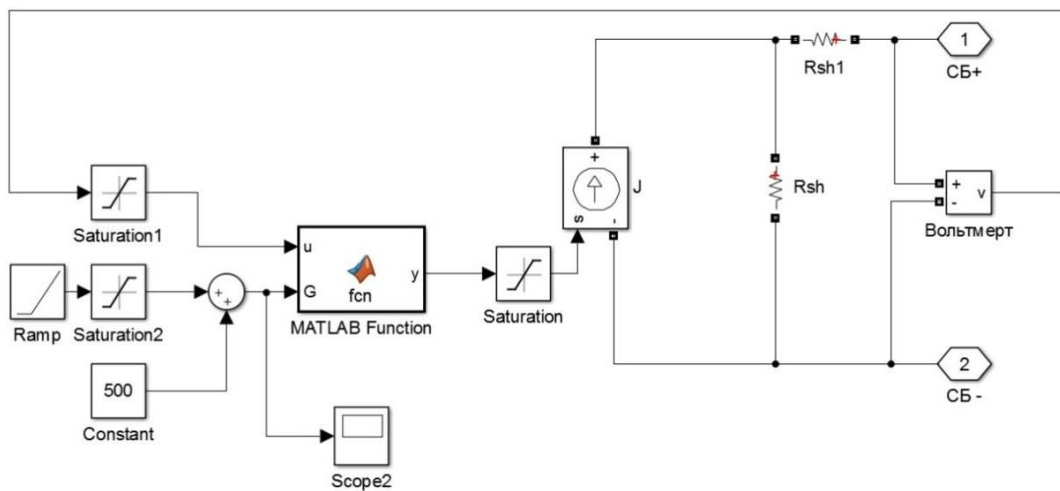 1
Rsh1
СБ+
+
J
s
-
Rsh
+
-
v
Вольтмерт
Saturation1
u
G
y
fcn
MATLAB Function
Saturation
Ramp
Saturation2
+
+
500
Constant
Scope2
2
СБ -